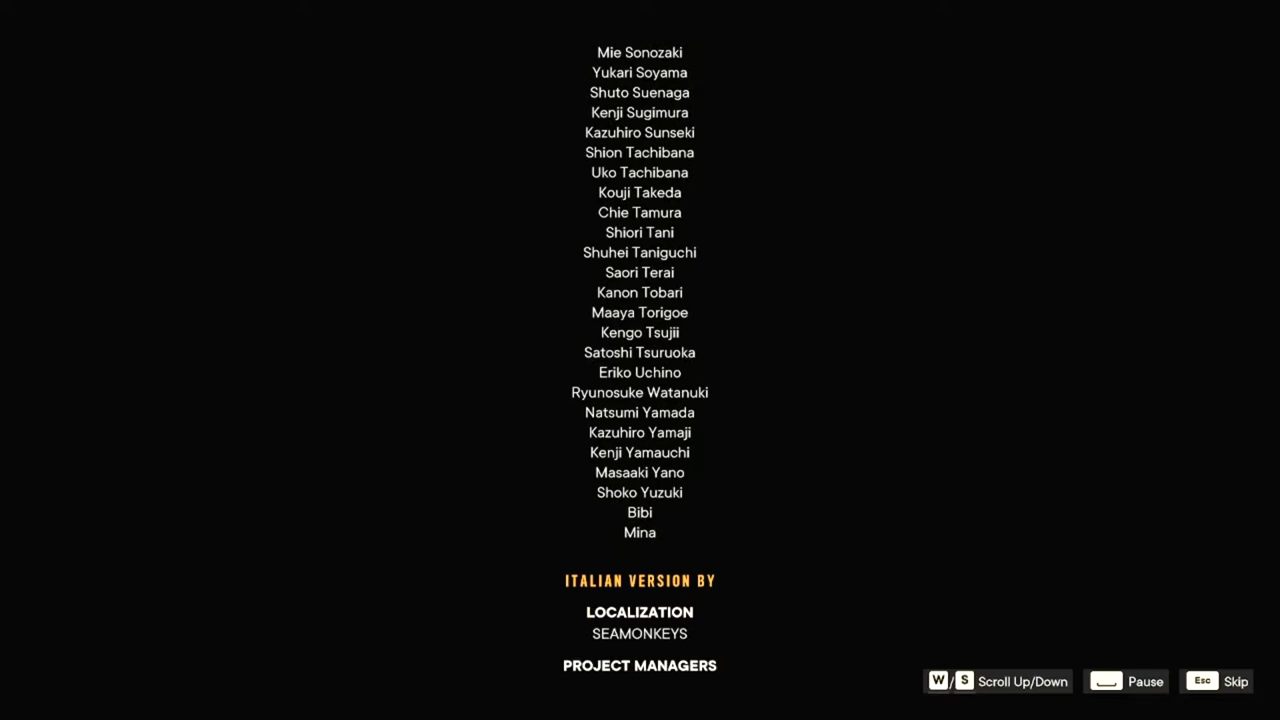 Mie Sonozaki
Yukari Soyama
Shuto Suenaga
Kenji Sugimura
Kazuhiro Sunseki
Shion Tachibana
Uko Tachibana
Kouji Takeda
Chie Tamura
Shiori Tani
Shuhei Taniguchi
Saori Terai
Kanon Tobari
Maaya Torigoe
Kengo Tsujii
Satoshi Tsuruoka
Eriko Uchino
Ryunosuke Watanuki
Natsumi Yamada
Kazuhiro Yamaji
Kenji Yamauchi
Masaaki Yano
Shoko Yuzuki
Bibi
Mina
ITALIAN VERSION BY
LOCALIZATION
SEAMONKEYS
PROJECT MANAGERS
W / S Scroll Up/Down Pause Esc Skip